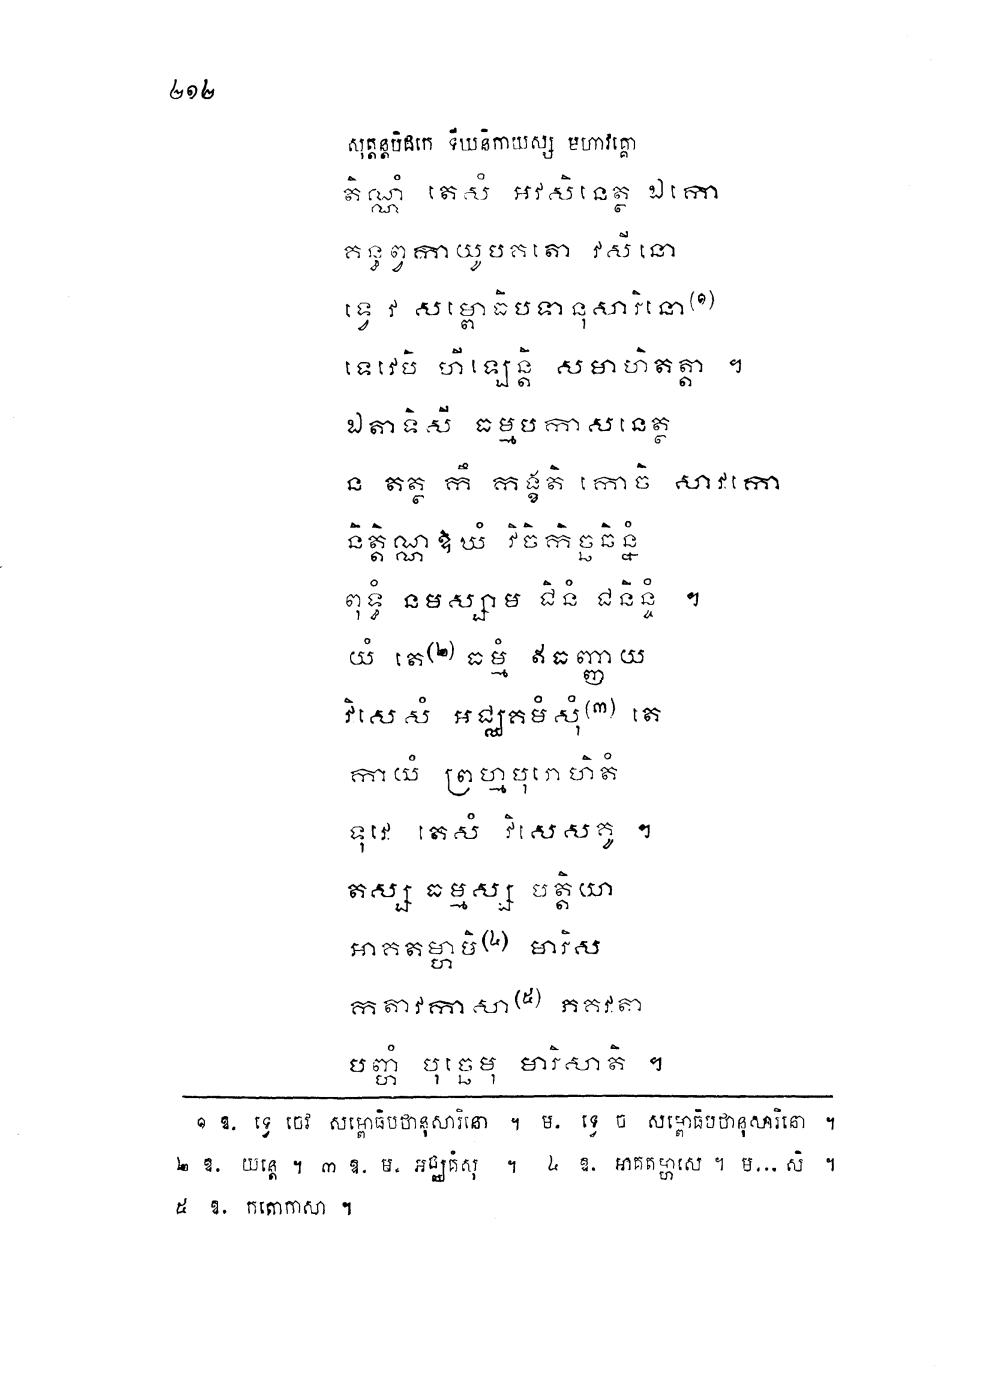 ២១២
សុត្តន្តបិដកេ ទីឃនិកាយស្ស មហាវគ្គោ
តិណ្ណំ តេសំ អវសិនេត្ថ ឯកោ
គន្ធព្វកាយូបគតោ វសីនោ
ទ្វេ វ សម្ពោធិបទានុសារិនោ(១)
ទេវេបិ ហីឡេន្តិ សមាហិតត្តា ។
ឯតាទិសី ធម្មបកាសនេត្ថ
ន តត្ថ កឹ កង្ខតិ កោចិ សាវកោ
និត្តិណ្ណឱឃំ វិចិកិច្ឆធិន្នំ
ពុទ្ធំ នមស្សាម ជិនំ ជនិន្ទំ ។
យំ តេ(២) ធម្មំ ឥធញ្ញាយ
វិសេសំ អជ្ឈគមំសុំ(៣) តេ
កាយំ ព្រហ្មបុរោហិតំ
ទុវេ តេសំ វិសេសគូ ។
តស្ស ធម្មស្ស បត្តិយា
អាគតម្ហាបិ(៤) មារិស
កតាវកាសា(៥) ភគវតា
បញ្ហំ បុច្ឆេមុ មារិសាតិ ។
១ ឱ. ទ្វេ ចេវ សម្ពោធិបថានុសារិនោ ។ ម. ទ្វេ ច សម្ពោធិបថានុសារិនោ ។
២ ឱ. យន្តេ ។ ៣ ឱ. ម. អជ្ឈគំសុ ។ ៤ ឱ. អាគតម្ហាសេ ។ ម... សិ ។
៥ ឱ. កតោកាសា ។